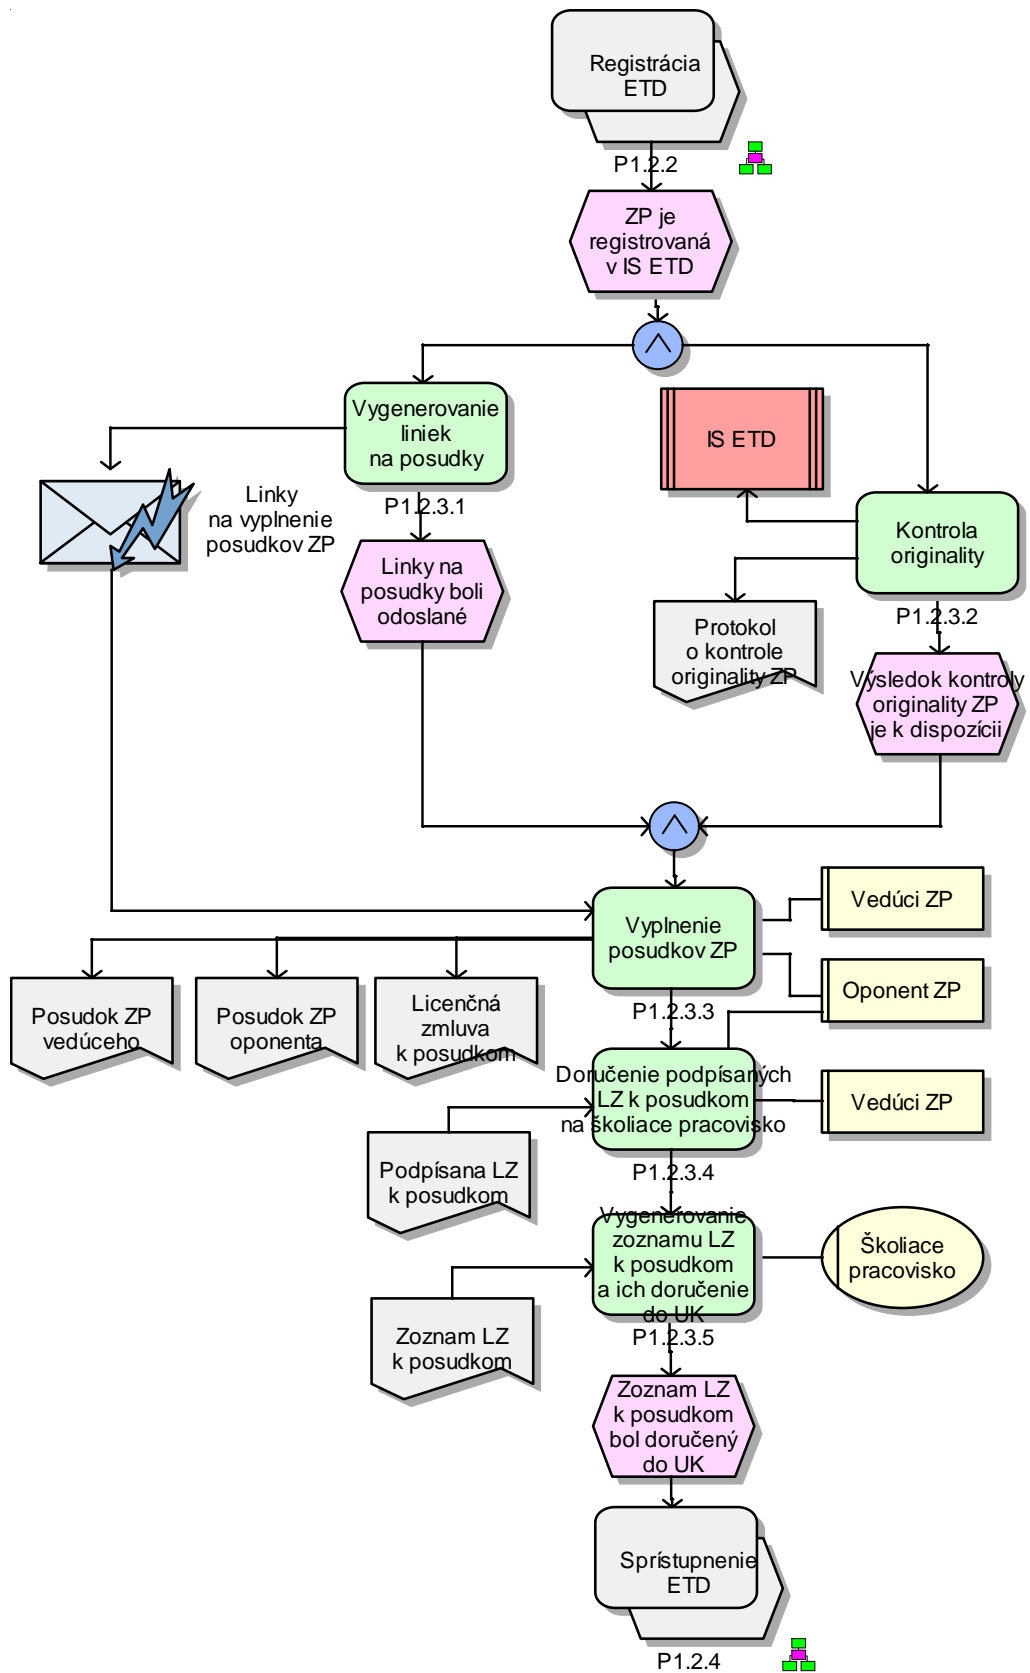 Registrácia
ETD
P1.2.2
ZP je
registrovaná
v IS ETD
Vygenerovanie
liniek
na posudky
P1.2.3.1
IS ETD
Linky
na vyplnenie
posudkov ZP
Kontrola
originality
P1.2.3.2
Linky na
posudky boli
odoslané
Protokol
o kontrole
originality ZP
Výsledok kontroly
originality ZP
je k dispozícii
Vyplnenie
posudkov ZP
P1.2.3.3
Vedúci ZP
Oponent ZP
Posudok ZP
vedúceho
Posudok ZP
oponenta
Licenčná
zmluva
k posudkom
Doručenie podpísaných
LZ k posudkom
na školiace pracovisko
P1.2.3.4
Vedúci ZP
Podpísana LZ
k posudkom
Vygenerovanie
zoznamu LZ
k posudkom
a ich doručenie
do UK
P1.2.3.5
Školiace
pracovisko
Zoznam LZ
k posudkom
Zoznam LZ
k posudkom
bol doručený
do UK
Sprístupnenie
ETD
P1.2.4